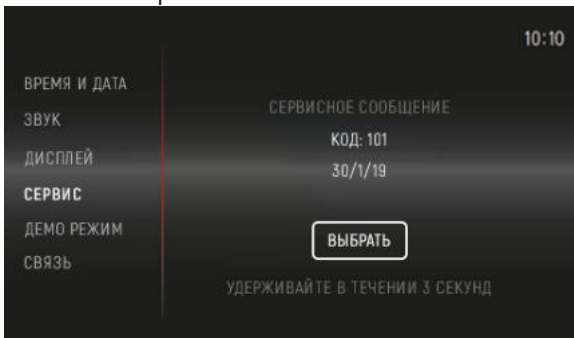 10:10
ВРЕМЯ И ДАТА
ЗВУК
ДИСПЛЕЙ
СЕРВИС
ДЕМО РЕЖИМ
СВЯЗЬ
СЕРВИСНОЕ СООБЩЕНИЕ
КОД: 101
30/1/19
ВЫБРАТЬ
УДЕРЖИВАЙТЕ В ТЕЧЕНИИ 3 СЕКУНД